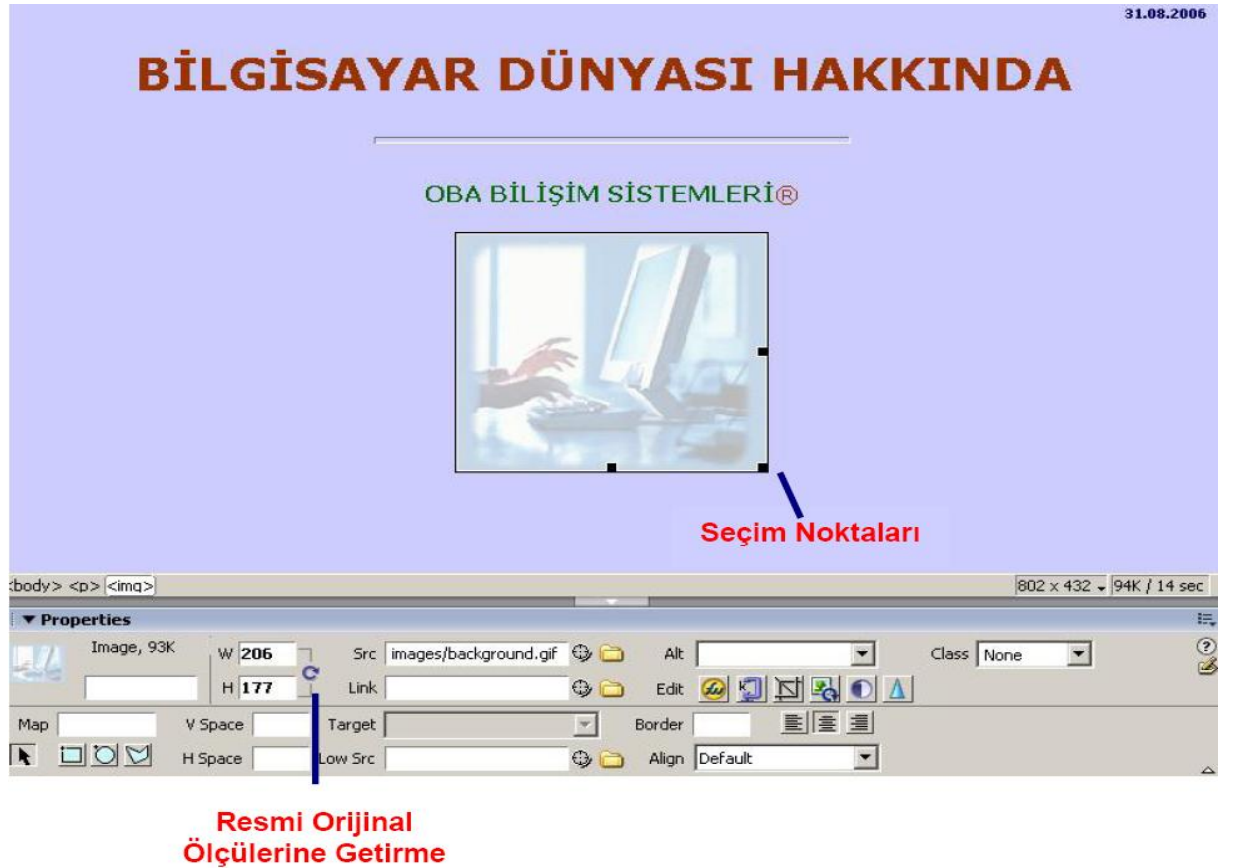 31.08.2006
BİLGİSAYAR DÜNYASI HAKKINDA
OBA BİLİŞİM SİSTEMLERİ®
Seçim Noktaları
<body> <p> <img> 802 x 432 94K / 14 sec
Properties
Image, 93K W 206 Src images/background.gif Alt Class None
H 177 Link Edit
Map V Space Target Border
H Space Low Src Align Default
Resmi Orijinal
Ölçülerine Getirme